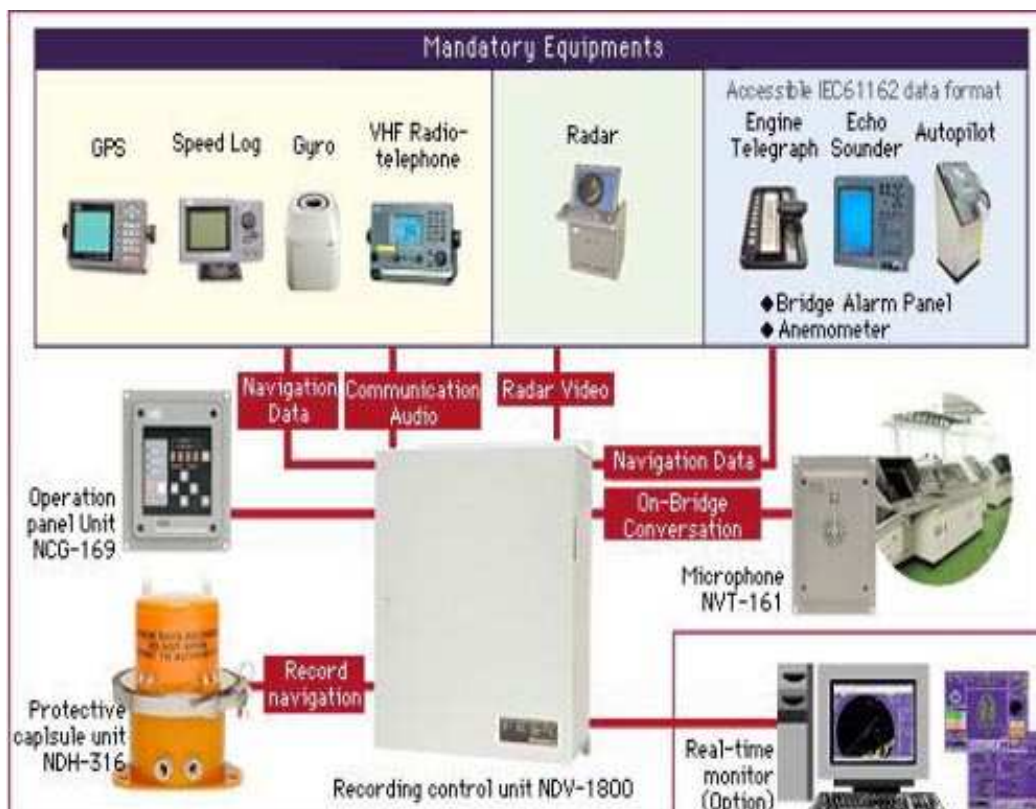 Mandatory Equipments
GPS
Speed Log
Gyro
VHF Radio-
telephone
Radar
Accessible IEC61162 data format
Engine
Telegraph
Echo
Sounder
Autopilot
◆Bridge Alarm Panel
◆Anemometer
Navigation
Data
Communication
Audio
Radar Video
Navigation Data
On-Bridge
Conversation
Operation
panel Unit
NCG-169
Microphone
NVT-161
Record
navigation
Protective
caplsule unit
NDH-316
Recording control unit NDV-1800
Real-time
monitor
(Option)